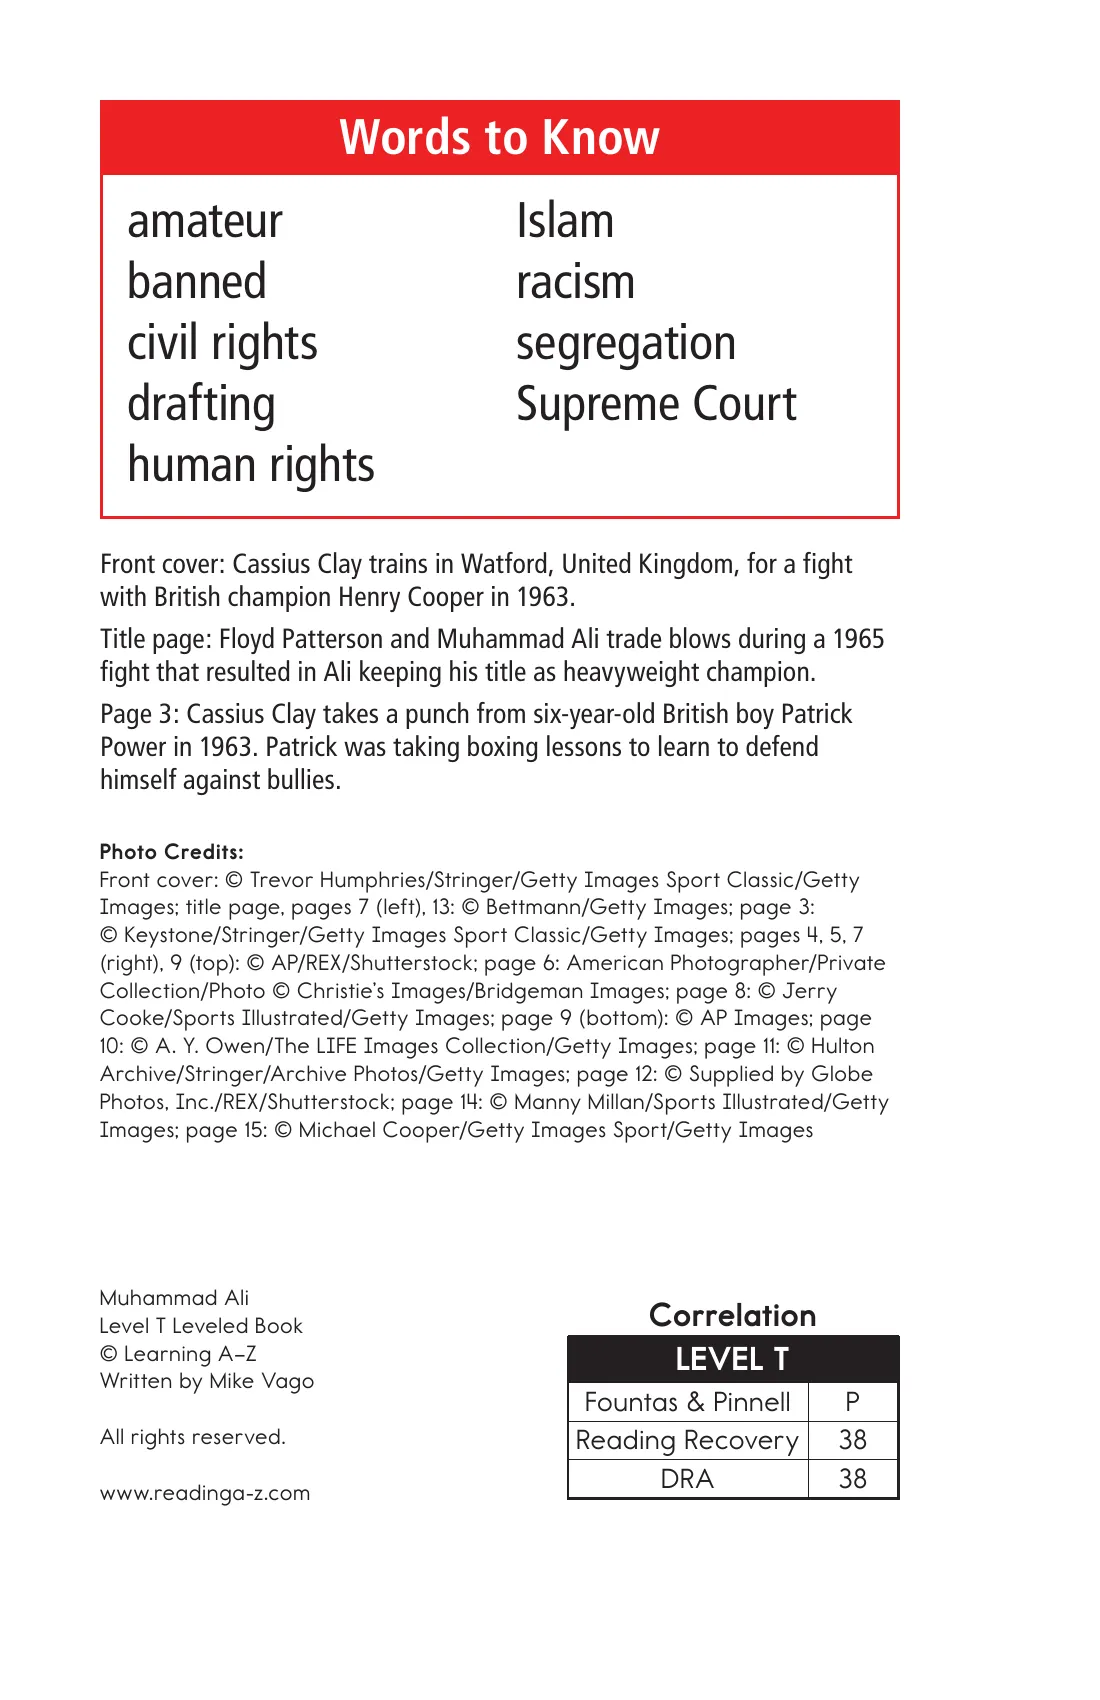 Words to Know
amateur
banned
civil rights
drafting
human rights
Islam
racism
segregation
Supreme Court
Front cover: Cassius Clay trains in Watford, United Kingdom, for a fight
with British champion Henry Cooper in 1963.
Title page: Floyd Patterson and Muhammad Ali trade blows during a 1965
fight that resulted in Ali keeping his title as heavyweight champion.
Page 3: Cassius Clay takes a punch from six-year-old British boy Patrick
Power in 1963. Patrick was taking boxing lessons to learn to defend
himself against bullies.
Photo Credits:
Front cover: © Trevor Humphries/Stringer/Getty Images Sport Classic/Getty
Images; title page, pages 7 (left), 13: © Bettmann/Getty Images; page 3:
© Keystone/Stringer/Getty Images Sport Classic/Getty Images; pages 4, 5, 7
(right), 9 (top): © AP/REX/Shutterstock; page 6: American Photographer/Private
Collection/Photo © Christie's Images/Bridgeman Images; page 8: © Jerry
Cooke/Sports Illustrated/Getty Images; page 9 (bottom): © AP Images; page
10: © A. Y. Owen/The LIFE Images Collection/Getty Images; page 11: © Hulton
Archive/Stringer/Archive Photos/Getty Images; page 12: © Supplied by Globe
Photos, Inc./REX/Shutterstock; page 14: © Manny Millan/Sports Illustrated/Getty
Images; page 15: © Michael Cooper/Getty Images Sport/Getty Images
Muhammad Ali
Level T Leveled Book
© Learning A–Z
Written by Mike Vago
All rights reserved.
www.readinga-z.com
Correlation
LEVEL T
Fountas & Pinnell P
Reading Recovery 38
DRA 38